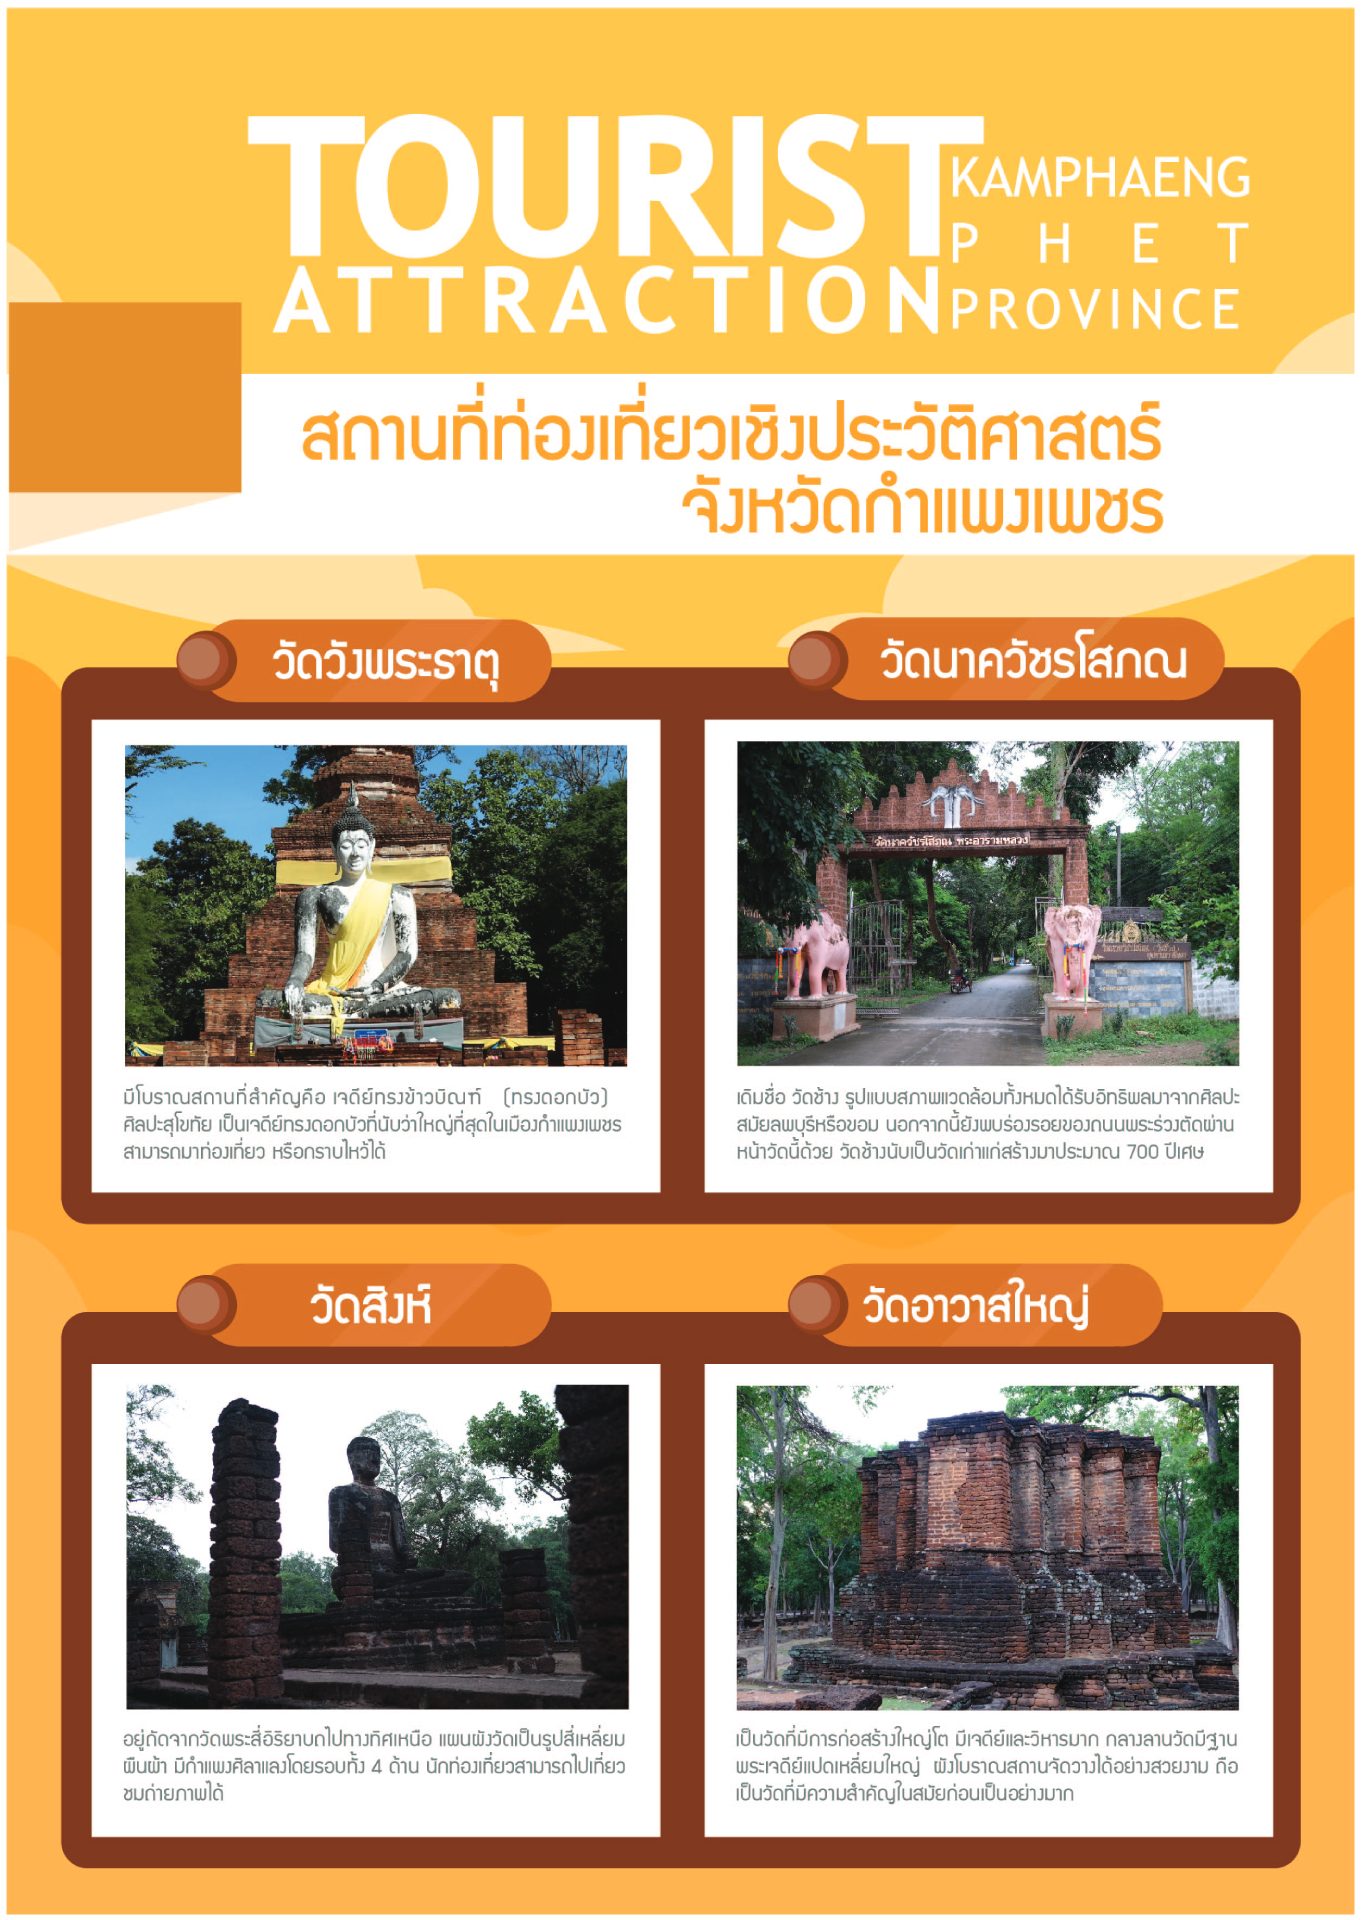 TOURIST
ATTRACTION
KAMPHAENG
PHET
PROVINCE
สถานที่ท่องเที่ยวเชิงประวัติศาสตร์
จังหวัดกำแพงเพชร
วัดวังพระธาตุ
มีโบราณสถานที่สำคัญคือ เจดีย์ทรงข้าวบิณฑ์ (ทรงดอกบัว)
ศิลปะสุโขทัย เป็นเจดีย์ทรงดอกบัวที่นับว่าใหญ่ที่สุดในเมืองกำแพงเพชร
สามารถมาท่องเที่ยว หรือกราบไหว้ได้
วัดนาควัชรโสภณ
วัดนาควัชรโสภณ พระอารามหลวง
เดิมชื่อ วัดช้าง รูปแบบสภาพแวดล้อมทั้งหมดได้รับอิทธิพลมาจากศิลปะ
สมัยลพบุรีหรือขอม นอกจากนี้ยังพบร่องรอยของถนนพระร่วงตัดผ่าน
หน้าวัดนี้ด้วย วัดช้างนับเป็นวัดเก่าแก่สร้างมาประมาณ 700 ปีเศษ
วัดสิงห์
อยู่ถัดจากวัดพระสี่อิริยาบถไปทางทิศเหนือ แผนผังวัดเป็นรูปสี่เหลี่ยม
ผืนผ้า มีกำแพงศิลาแลงโดยรอบทั้ง 4 ด้าน นักท่องเที่ยวสามารถไปเที่ยว
ชมถ่ายภาพได้
วัดอาวาสใหญ่
เป็นวัดที่มีการก่อสร้างใหญ่โต มีเจดีย์และวิหารมาก กลางลานวัดมีฐาน
พระเจดีย์แปดเหลี่ยมใหญ่ ผังโบราณสถานจัดวางได้อย่างสวยงาม ถือ
เป็นวัดที่มีความสำคัญในสมัยก่อนเป็นอย่างมาก